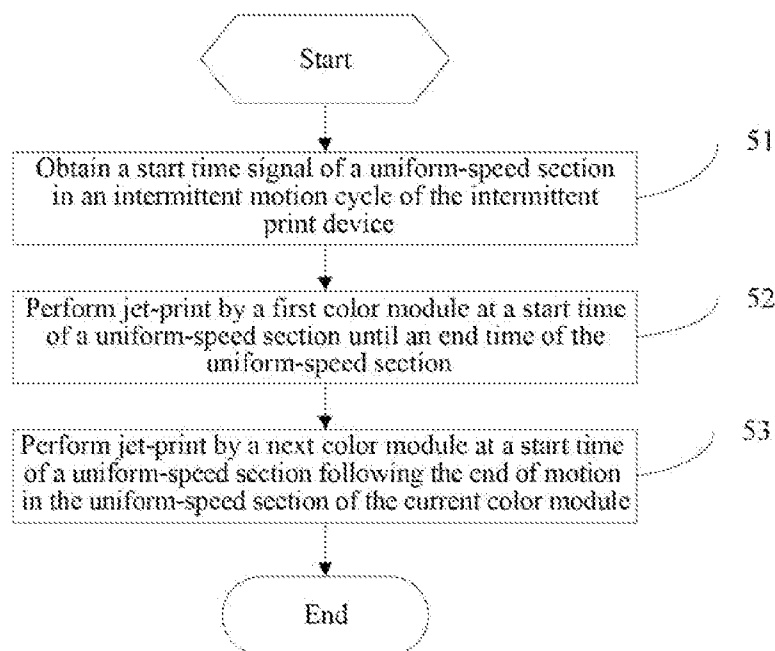 Start
51
Obtain a start time signal of a uniform-speed section
in an intermittent motion cycle of the intermittent
print device
52
Perform jet-print by a first color module at a start time
of a uniform-speed section until an end time of the
uniform-speed section
53
Perform jet-print by a next color module at a start time
of a uniform-speed section following the end of motion
in the uniform-speed section of the current color module
End